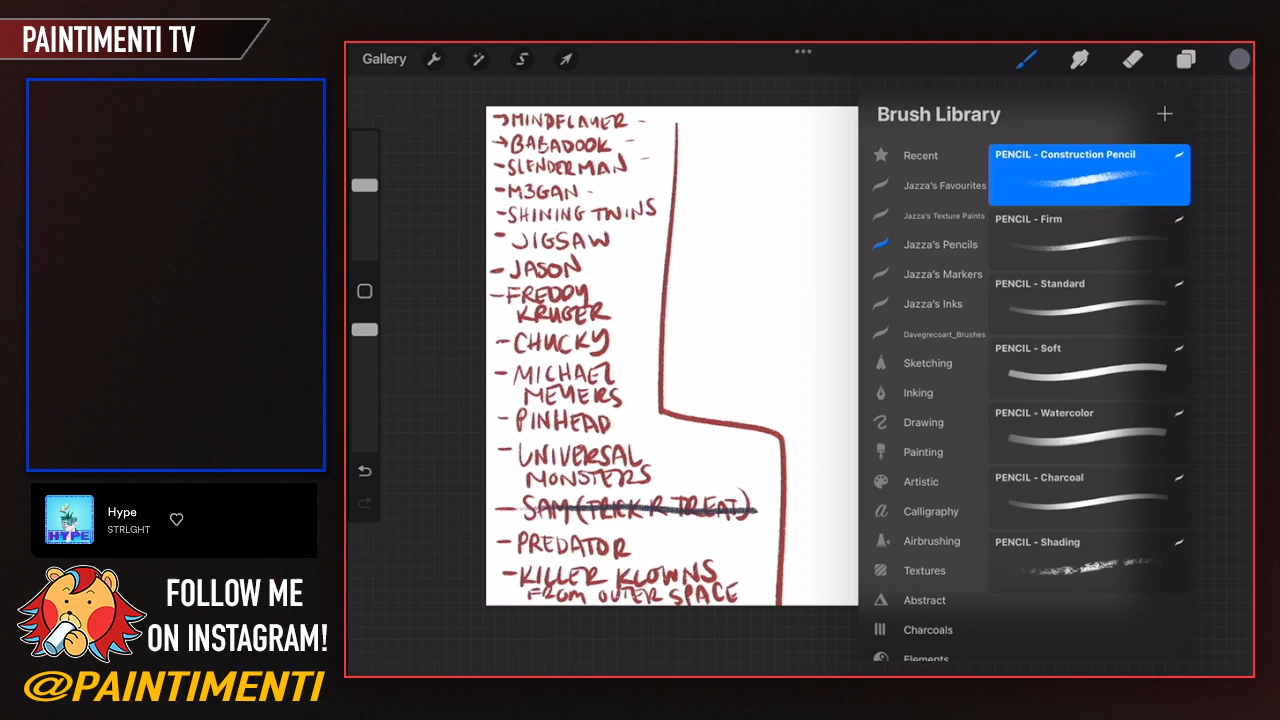 PAINTIMENTI TV
Gallery
→MINDFLAYER -
→BABADOOK -
-SLENDERMAN -
-M3GAN -
-SHINING TWINS
- JIGSAW
- JASON
-FREDDY
KRUGER
-CHUCKY
- MICHAEL
MEYERS
- PINHEAD
- UNIVERSAL
MONSTERS
- SAM (TRICK R TREAT)
- PREDATOR
-KILLER KLOWNS
FROM OUTER SPACE
Brush Library
Recent
Jazza's Favourites
Jazza's Texture Paints
Jazza's Pencils
Jazza's Markers
Jazza's Inks
Davegrecoart_Brushes
Sketching
Inking
Drawing
Painting
Artistic
Calligraphy
Airbrushing
Textures
Abstract
Charcoals
Elements
PENCIL - Construction Pencil
PENCIL - Firm
PENCIL - Standard
PENCIL - Soft
PENCIL - Watercolor
PENCIL - Charcoal
PENCIL - Shading
HYPE
Hype
STRLGHT
FOLLOW ME
ON INSTAGRAM!
@PAINTIMENTI